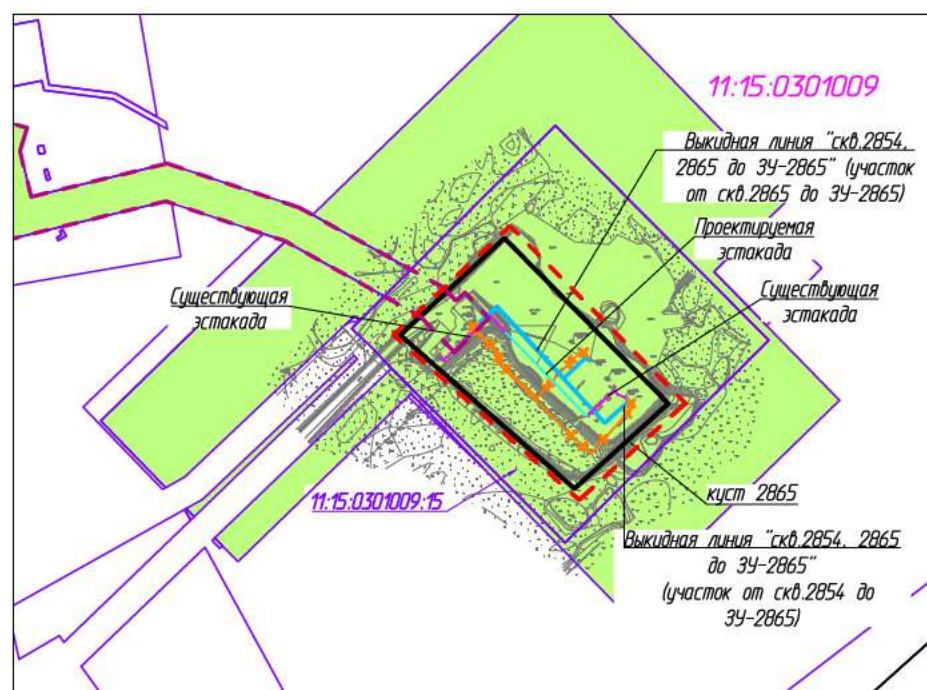 11:15:0301009
Выкидная линия "скв.2854,
2865 до ЗУ-2865" (участок
от скв.2865 до ЗУ-2865)
Проектируемая
эстакада
Существующая
эстакада
Существующая
эстакада
куст 2865
11:15:0301009:15
Выкидная линия "скв.2854, 2865
до ЗУ-2865"
(участок от скв.2854 до
ЗУ-2865)